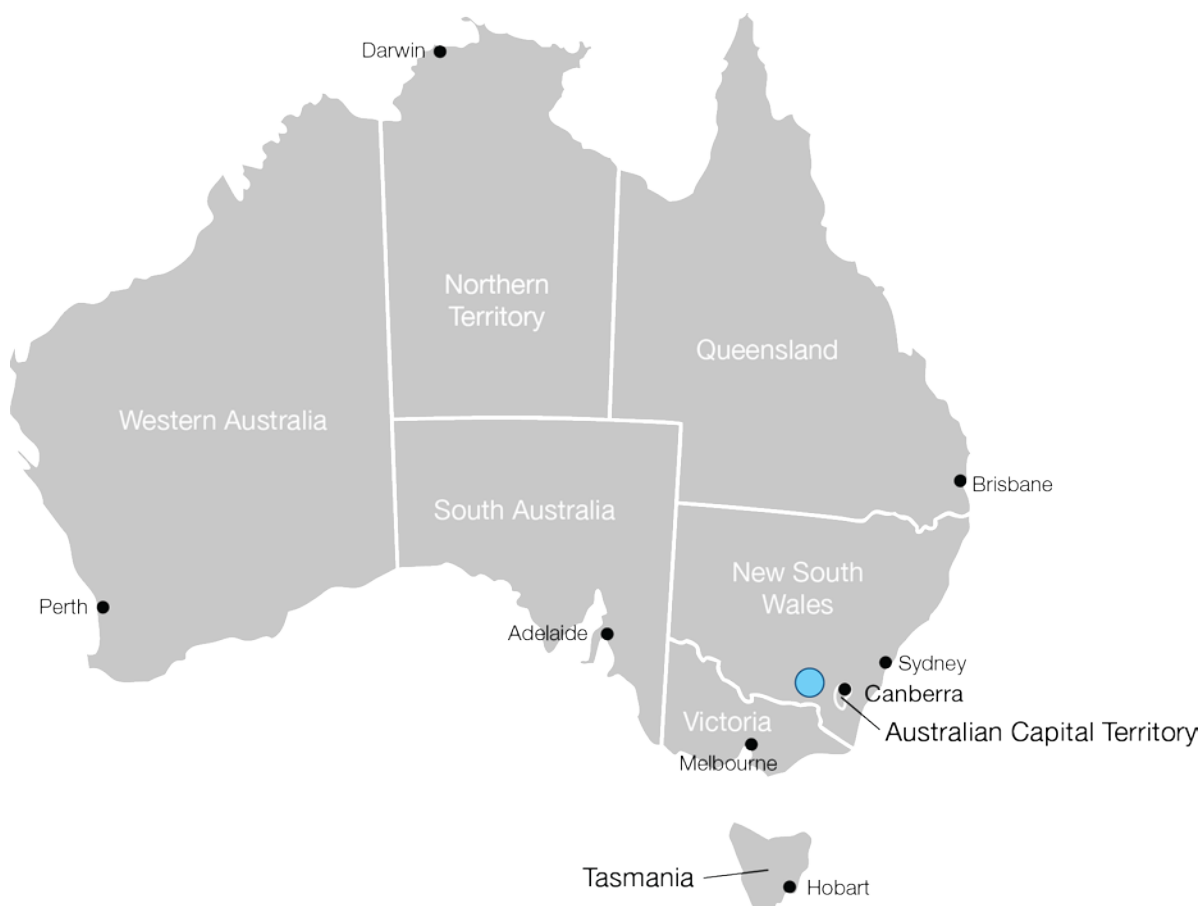 Darwin
Northern
Territory
Queensland
Western Australia
Brisbane
South Australia
New South
Wales
Perth
Adelaide
Sydney
Canberra
Victoria
Australian Capital Territory
Melbourne
Tasmania
Hobart